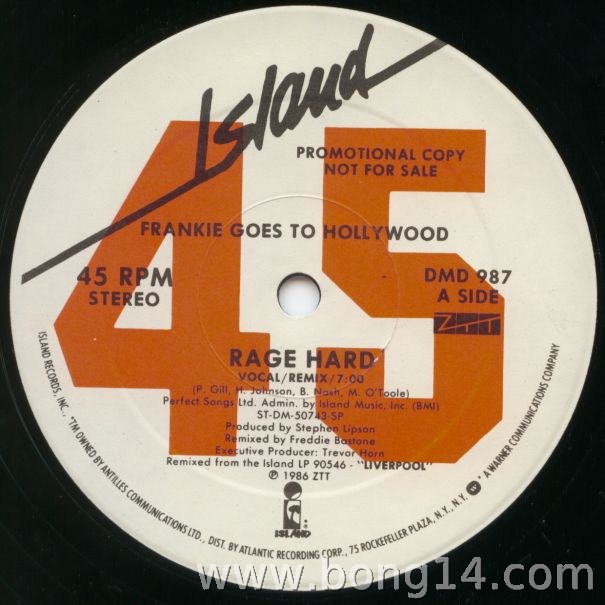 Island
45
PROMOTIONAL COPY
NOT FOR SALE
FRANKIE GOES TO HOLLYWOOD
45 RPM
STEREO
DMD 987
A SIDE
ZTT
RAGE HARD
VOCAL/REMIX/7:00
(P. Gill, H. Johnson, B. Nash, M. O'Toole)
Perfect Songs Ltd. Admin. by Island Music, Inc. (BMI)
ST-DM-50743-SP
Produced by Stephen Lipson
Remixed by Freddie Bastone
Executive Producer: Trevor Horn
Remixed from the Island LP 90546 - "LIVERPOOL"
℗ 1986 ZTT
ISLAND
ISLAND RECORDS, INC. • "TM OWNED BY ANTILLES COMMUNICATIONS LTD., DIST. BY ATLANTIC RECORDING CORP., 75 ROCKEFELLER PLAZA, N.Y., N.Y. • A WARNER COMMUNICATIONS COMPANY
www.bong14.com